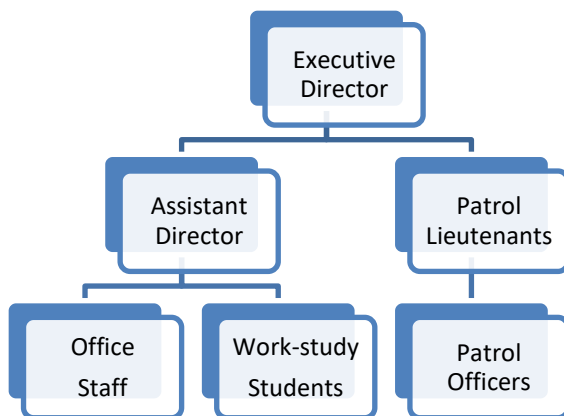 Executive
Director
Assistant
Director
Patrol
Lieutenants
Office
Staff
Work-study
Students
Patrol
Officers